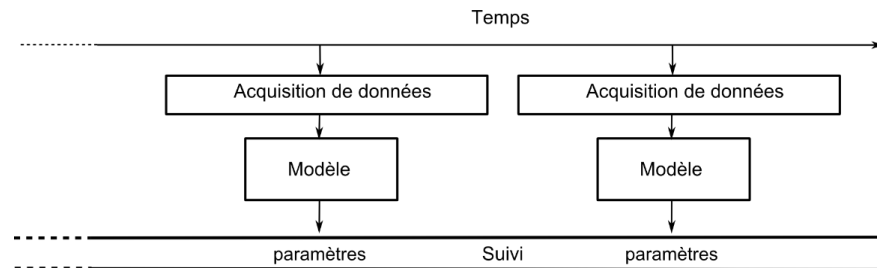 Temps
Acquisition de données Acquisition de données
Modèle Modèle
paramètres Suivi paramètres